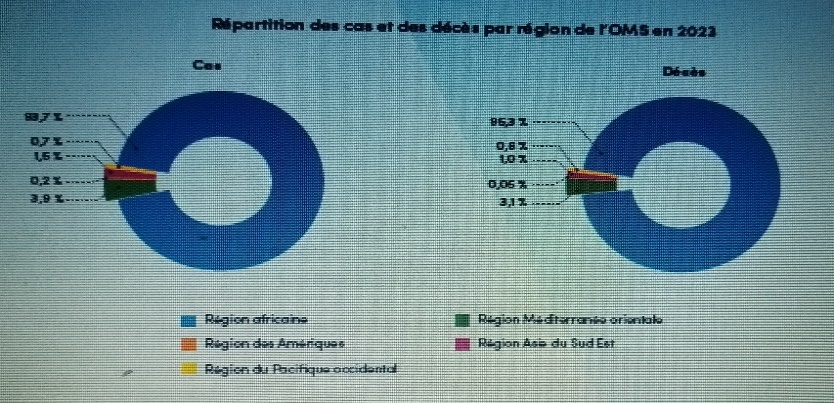 Répartition des cas et des décès par région de l'OMS en 2023
Cas
Décès
93,7 %
0,7 %
1,5 %
0,2 %
3,9 %
95,3 %
0,6 %
1,0 %
0,05 %
3,1 %
Région africaine
Région des Amériques
Région du Pacifique occidental
Région Méditerranée orientale
Région Asie du Sud Est